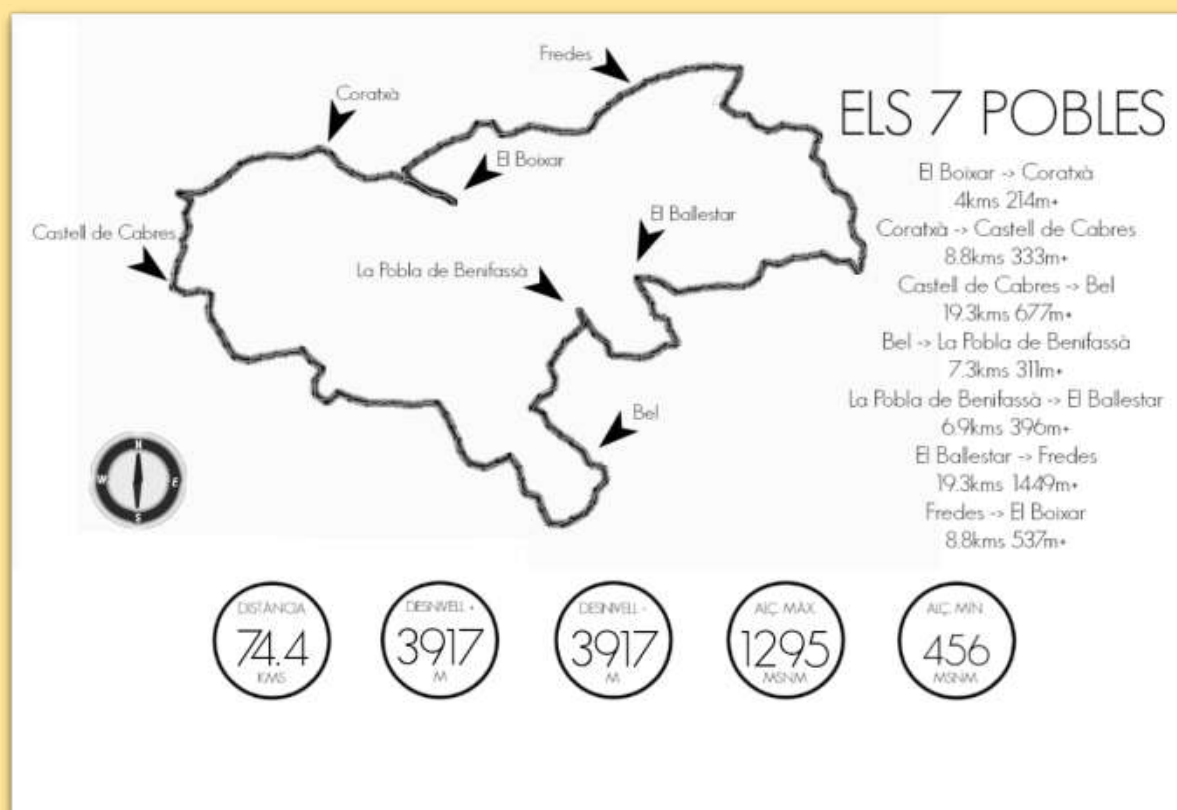 Fredes
Coratxà
El Boixar
El Ballestar
Castell de Cabres
La Pobla de Benifassà
Bel
N
W
E
S
ELS 7 POBLES
El Boixar -> Coratxà
4kms 214m+
Coratxà -> Castell de Cabres
8.8kms 333m+
Castell de Cabres -> Bel
19.3kms 677m+
Bel -> La Pobla de Benifassà
7.3kms 311m+
La Pobla de Benifassà -> El Ballestar
6.9kms 396m+
El Ballestar -> Fredes
19.3kms 1449m+
Fredes -> El Boixar
8.8kms 537m+
DISTÀNCIA
74.4
KMS
DESNIVELL +
3917
M
DESNIVELL -
3917
M
ALÇ. MÀX
1295
MSNM
ALÇ. MÍN
456
MSNM